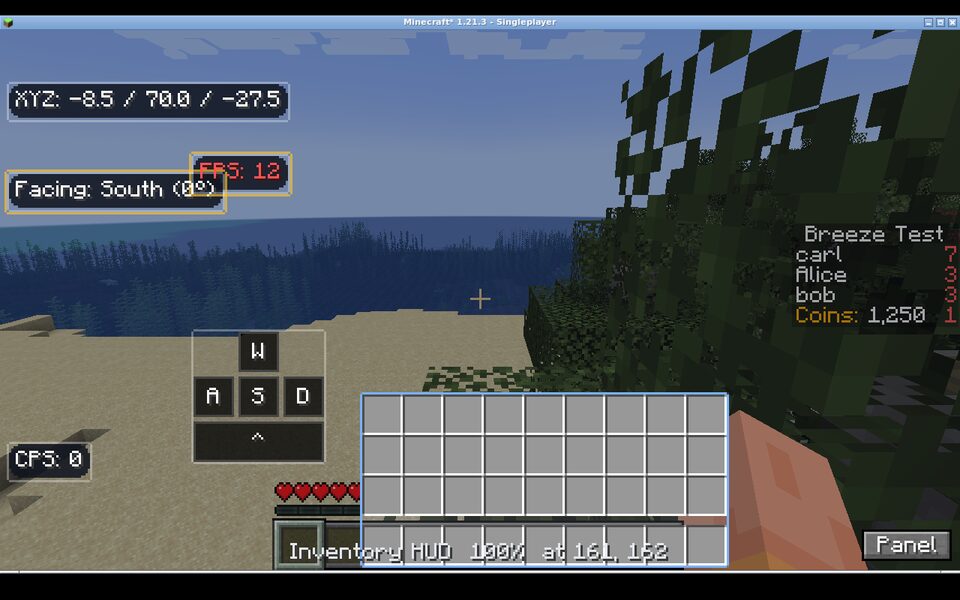 Minecraft* 1.21.3 - Singleplayer
XYZ: -8.5 / 70.0 / -27.5
FPS: 12
Facing: South (0°)
Breeze Test
carl 7
Alice 3
bob 3
Coins: 1,250 1
W
A S D
^
CPS: 0
Inventory HUD 100% at 161, 162
Panel